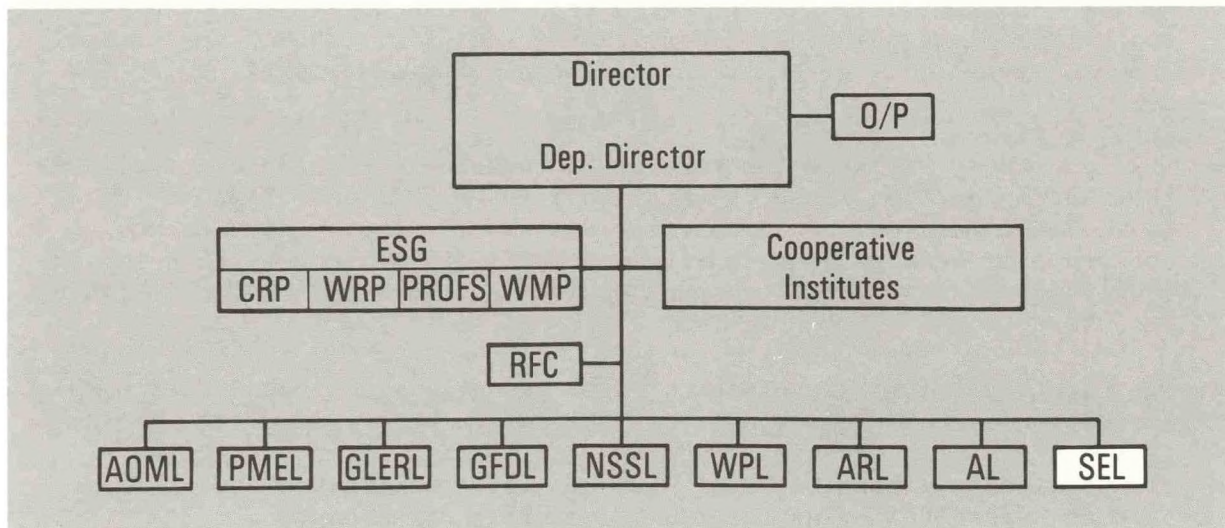 Director
O/P
Dep. Director
ESG
CRP WRP PROFS WMP
Cooperative
Institutes
RFC
AOML PMEL GLERL GFDL NSSL WPL ARL AL SEL